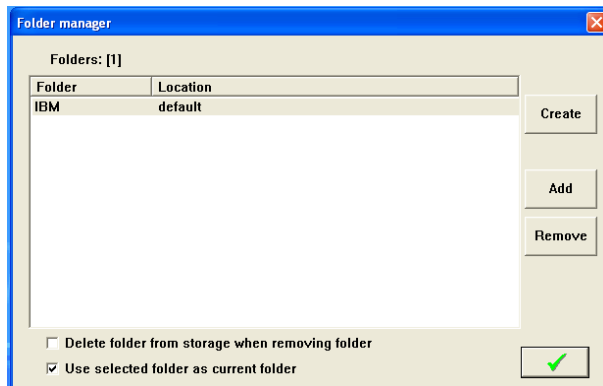 Folder manager
Folders: [1]
Folder Location
IBM default
Create
Add
Remove
Delete folder from storage when removing folder
Use selected folder as current folder